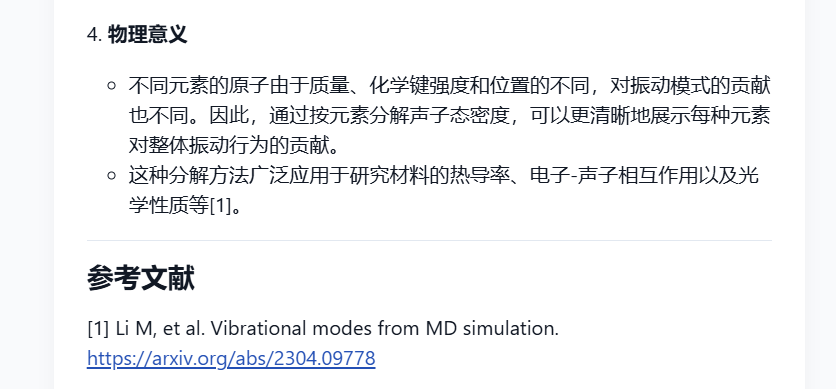 4. 物理意义
不同元素的原子由于质量、化学键强度和位置的不同，对振动模式的贡献
也不同。因此，通过按元素分解声子态密度，可以更清晰地展示每种元素
对整体振动行为的贡献。
这种分解方法广泛应用于研究材料的热导率、电子-声子相互作用以及光
学性质等[1]。
参考文献
[1] Li M, et al. Vibrational modes from MD simulation.
https://arxiv.org/abs/2304.09778